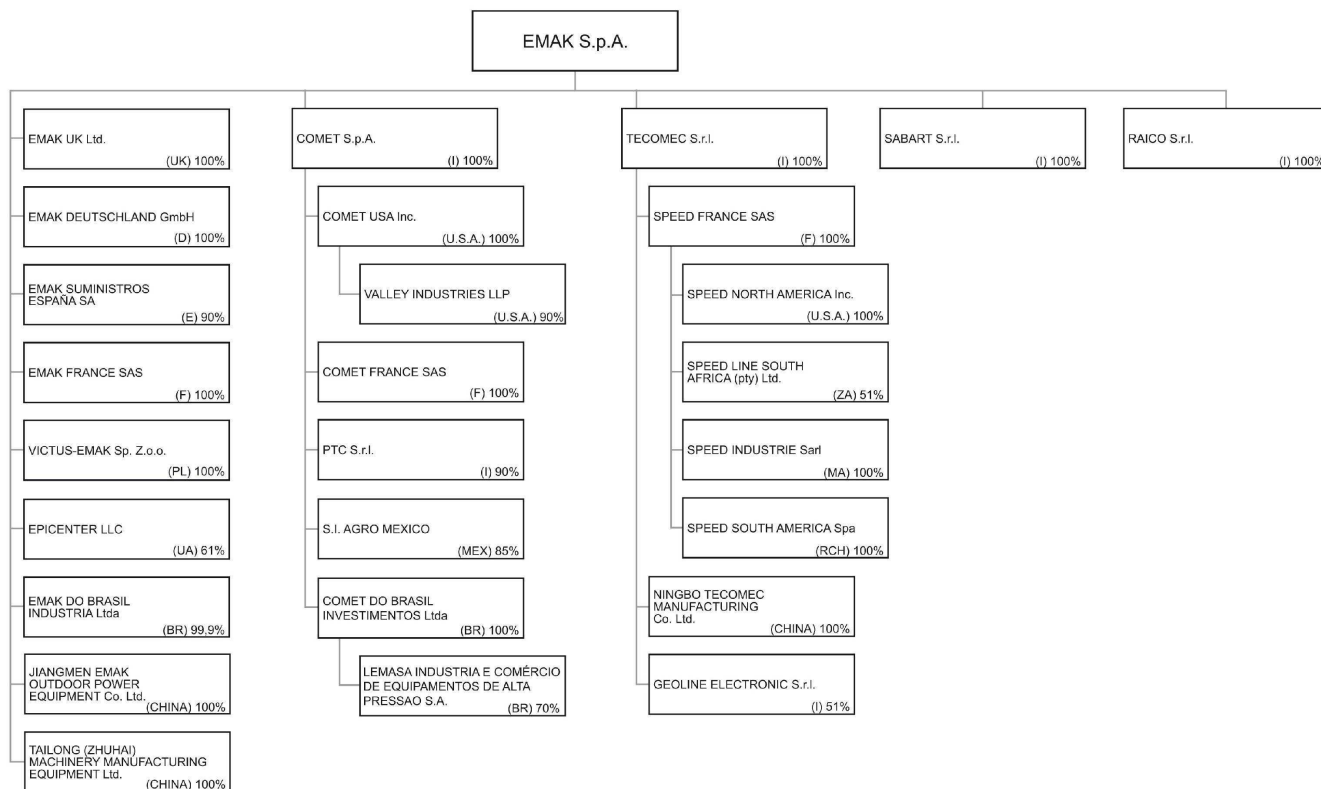 EMAK S.p.A.
EMAK UK Ltd.
(UK) 100%
EMAK DEUTSCHLAND GmbH
(D) 100%
EMAK SUMINISTROS
ESPAÑA SA
(E) 90%
EMAK FRANCE SAS
(F) 100%
VICTUS-EMAK Sp. Z.o.o.
(PL) 100%
EPICENTER LLC
(UA) 61%
EMAK DO BRASIL
INDUSTRIA Ltda
(BR) 99,9%
JIANGMEN EMAK
OUTDOOR POWER
EQUIPMENT Co. Ltd.
(CHINA) 100%
TAILONG (ZHUHAI)
MACHINERY MANUFACTURING
EQUIPMENT Ltd.
(CHINA) 100%
COMET S.p.A.
(I) 100%
COMET USA Inc.
(U.S.A.) 100%
VALLEY INDUSTRIES LLP
(U.S.A.) 90%
COMET FRANCE SAS
(F) 100%
PTC S.r.l.
(I) 90%
S.I. AGRO MEXICO
(MEX) 85%
COMET DO BRASIL
INVESTIMENTOS Ltda
(BR) 100%
LEMASA INDUSTRIA E COMÉRCIO
DE EQUIPAMENTOS DE ALTA
PRESSAO S.A.
(BR) 70%
TECOMEC S.r.l.
(I) 100%
SPEED FRANCE SAS
(F) 100%
SPEED NORTH AMERICA Inc.
(U.S.A.) 100%
SPEED LINE SOUTH
AFRICA (pty) Ltd.
(ZA) 51%
SPEED INDUSTRIE Sarl
(MA) 100%
SPEED SOUTH AMERICA Spa
(RCH) 100%
NINGBO TECOMEC
MANUFACTURING
Co. Ltd.
(CHINA) 100%
GEOLINE ELECTRONIC S.r.l.
(I) 51%
SABART S.r.l.
(I) 100%
RAICO S.r.l.
(I) 100%